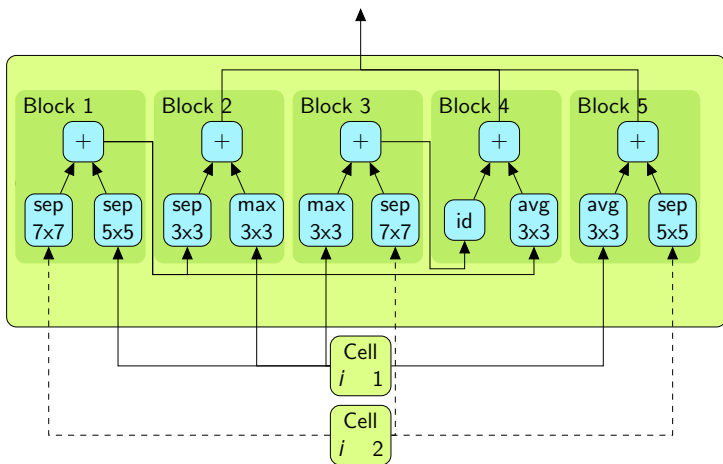 Block 1 Block 2 Block 3 Block 4 Block 5
+ + + + +
sep sep sep max max sep id avg avg sep
7x7 5x5 3x3 3x3 3x3 7x7 3x3 3x3 5x5
Cell
i 1
Cell
i 2